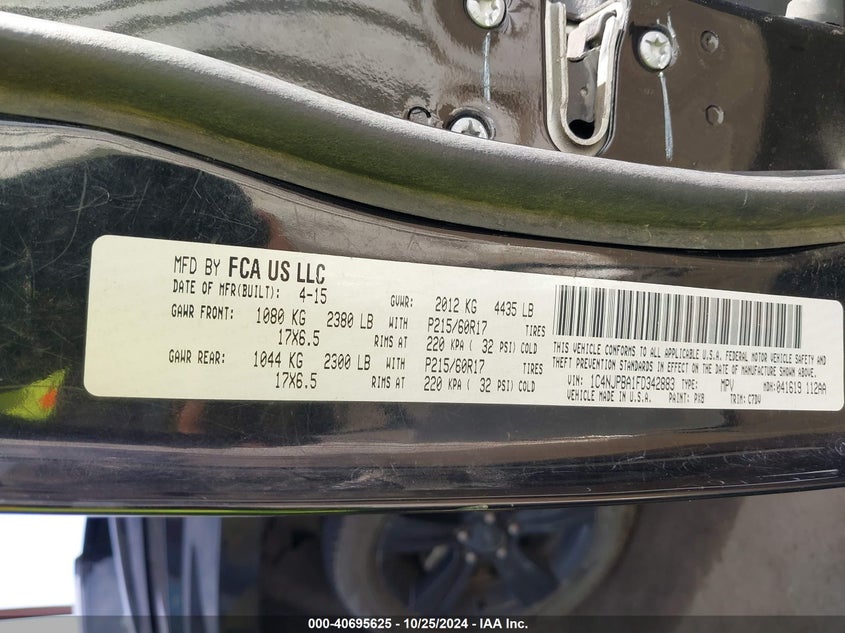 MFD BY FCA US LLC
DATE OF MFR(BUILT): 4-15 GVWR: 2012 KG 4435 LB
GAWR FRONT: 1080 KG 2380 LB WITH P215/60R17 TIRES
17X6.5 RIMS AT 220 KPA ( 32 PSI) COLD
GAWR REAR: 1044 KG 2300 LB WITH P215/60R17 TIRES
17X6.5 RIMS AT 220 KPA ( 32 PSI) COLD
THIS VEHICLE CONFORMS TO ALL APPLICABLE U.S.A. FEDERAL MOTOR VEHICLE SAFETY AND
THEFT PREVENTION STANDARDS IN EFFECT ON THE DATE OF MANUFACTURE SHOWN ABOVE.
VIN: 1C4NJPBA1FD342883 TYPE: MPV MDH: 041619 112AA
VEHICLE MADE IN U.S.A. PAINT: PX8 TRIM: C7DV
000-40695625 - 10/25/2024 - IAA Inc.